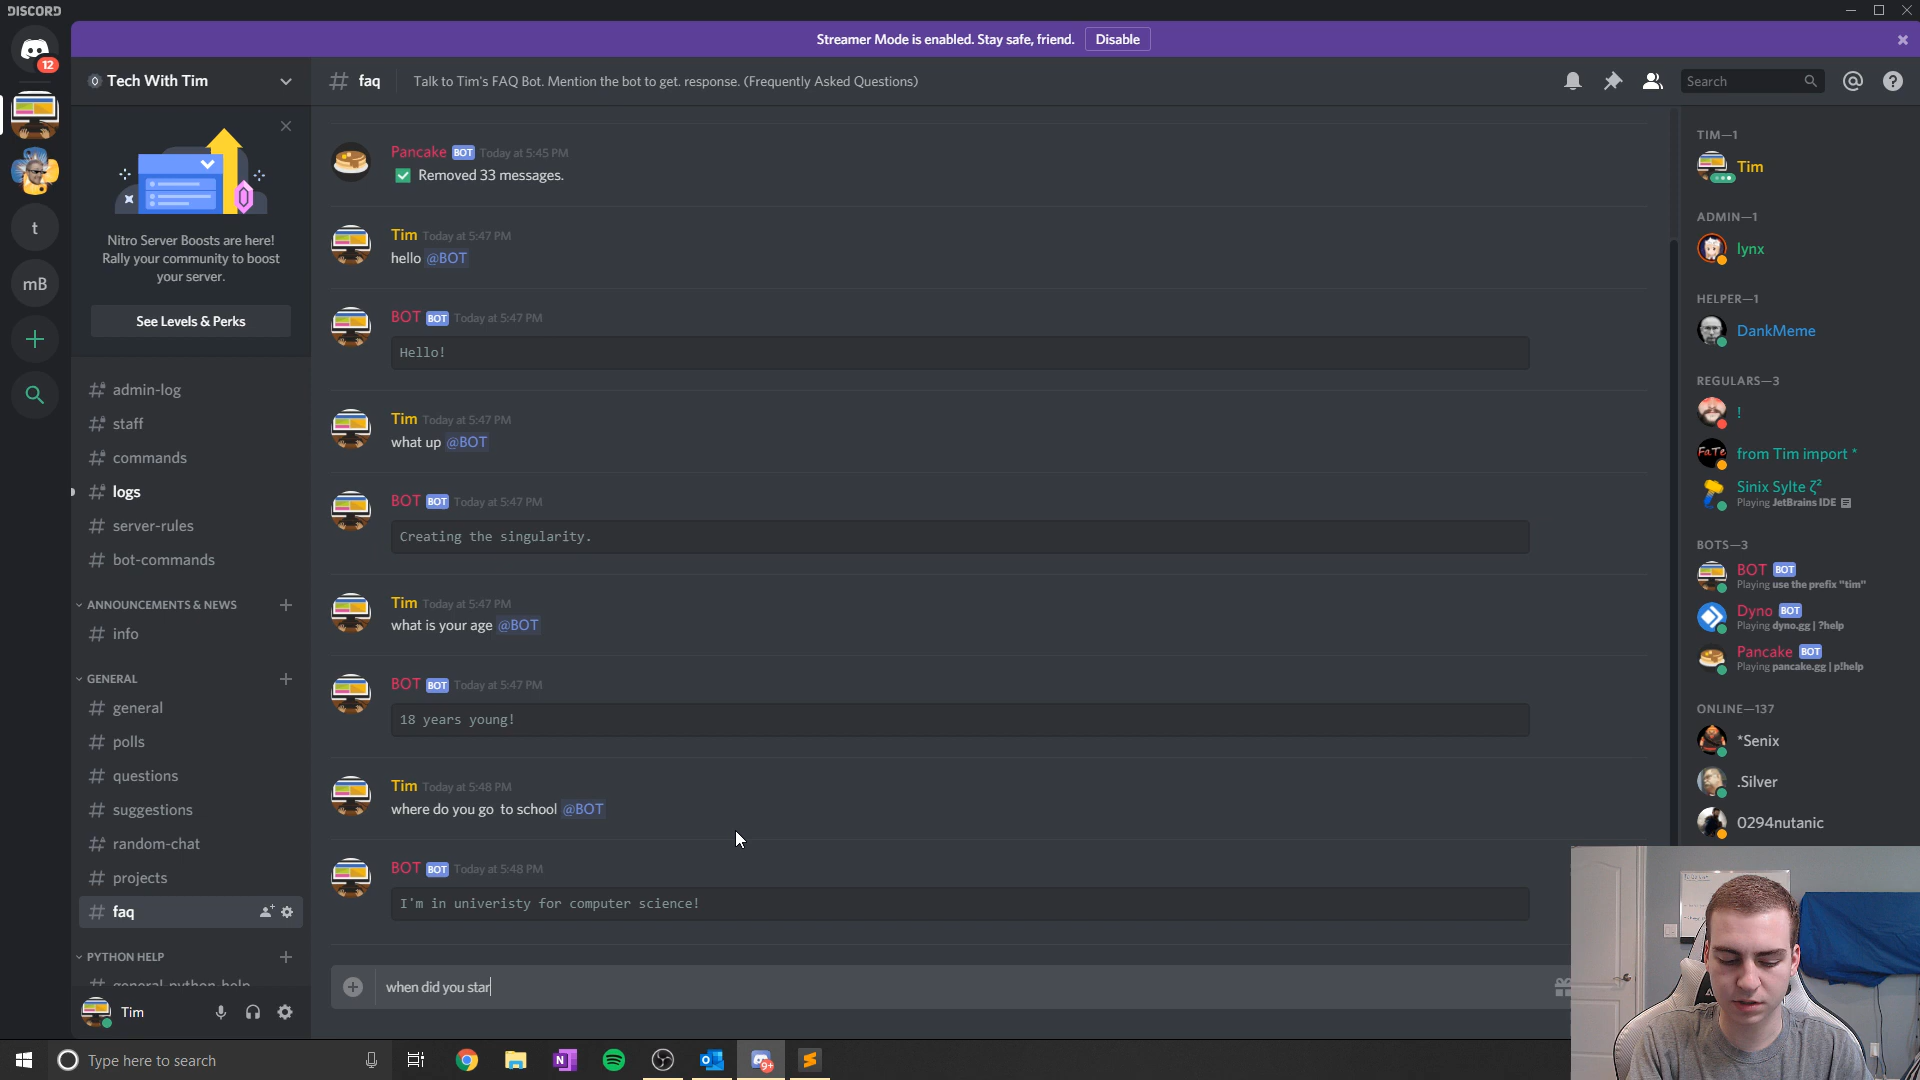 DISCORD
Streamer Mode is enabled. Stay safe, friend.
Disable
12
Tech With Tim
faq
Talk to Tim's FAQ Bot. Mention the bot to get. response. (Frequently Asked Questions)
Search
Nitro Server Boosts are here!
Rally your community to boost
your server.
See Levels & Perks
t
mB
admin-log
staff
commands
logs
server-rules
bot-commands
ANNOUNCEMENTS & NEWS
info
GENERAL
general
polls
questions
suggestions
random-chat
projects
faq
PYTHON HELP
general-python-help
Tim
Pancake BOT Today at 5:45 PM
Removed 33 messages.
Tim Today at 5:47 PM
hello @BOT
BOT BOT Today at 5:47 PM
Hello!
Tim Today at 5:47 PM
what up @BOT
BOT BOT Today at 5:47 PM
Creating the singularity.
Tim Today at 5:47 PM
what is your age @BOT
BOT BOT Today at 5:47 PM
18 years young!
Tim Today at 5:48 PM
where do you go to school @BOT
BOT BOT Today at 5:48 PM
I'm in univeristy for computer science!
when did you star
TIM—1
Tim
ADMIN—1
lynx
HELPER—1
DankMeme
REGULARS—3
!
FaTe
from Tim import *
Sinix Sylte ζ²
Playing JetBrains IDE
BOTS—3
BOT BOT
Playing use the prefix "tim"
Dyno BOT
Playing dyno.gg | ?help
Pancake BOT
Playing pancake.gg | p!help
ONLINE—137
*Senix
.Silver
0294nutanic
Type here to search
9+